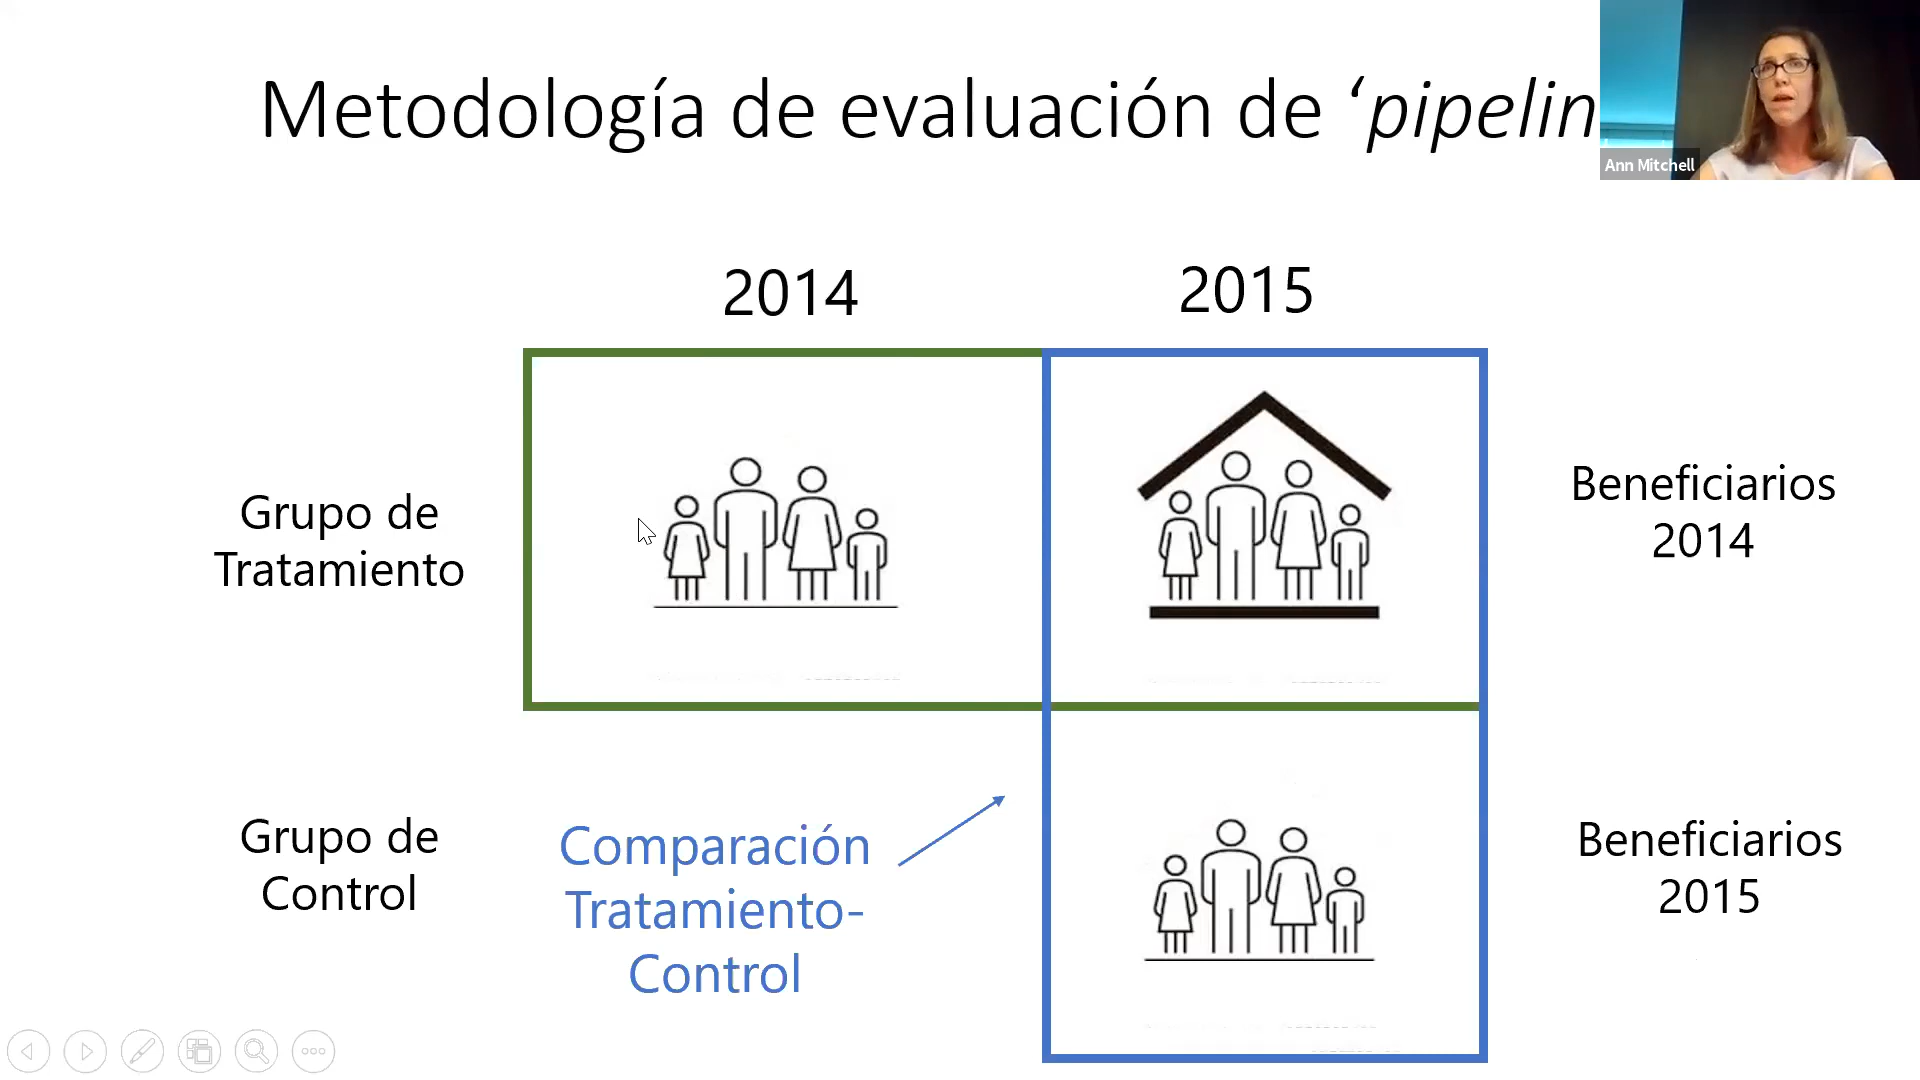 Metodología de evaluación de ‘pipelin
Ann Mitchell
2014
2015
Grupo de
Tratamiento
Beneficiarios
2014
Grupo de
Control
Comparación
Tratamiento-
Control
Beneficiarios
2015